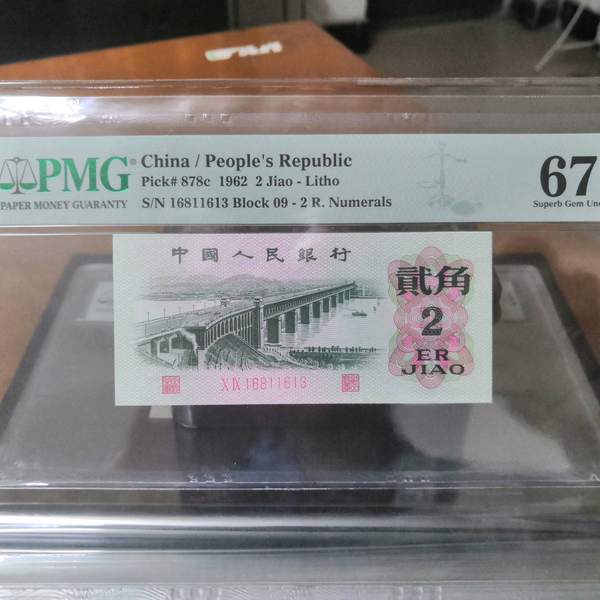 PMG
PAPER MONEY GUARANTY
China / People's Republic
Pick# 878c 1962 2 Jiao - Litho
S/N 16811613 Block 09 - 2 R. Numerals
67
Superb Gem Unc
中國人民銀行
貳角
2
ER
JIAO
X IX 16811613